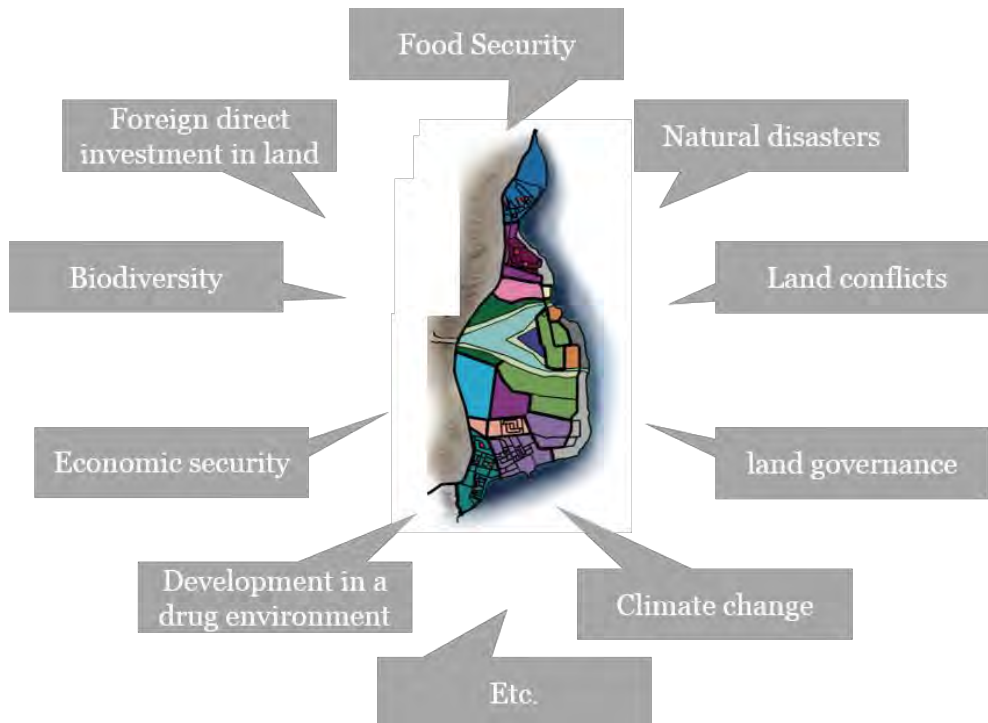 Food Security
Foreign direct
investment in land
Natural disasters
Biodiversity
Land conflicts
Economic security
land governance
Development in a
drug environment
Climate change
Etc.